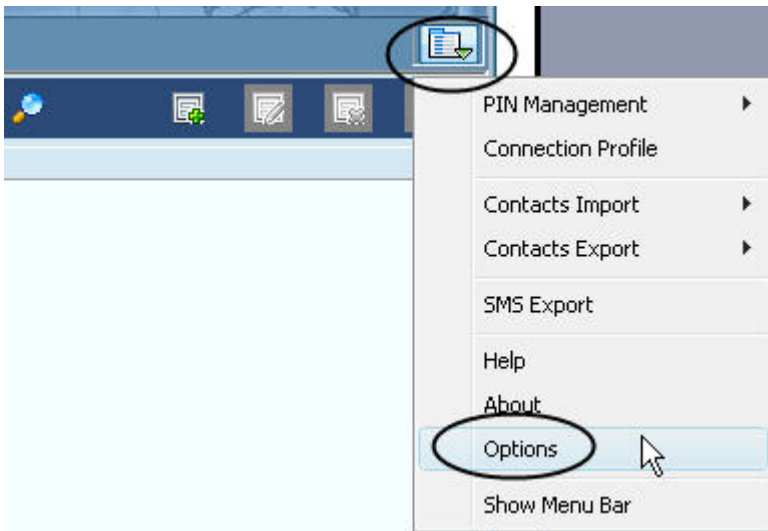 PIN Management
Connection Profile
Contacts Import
Contacts Export
SMS Export
Help
About
Options
Show Menu Bar